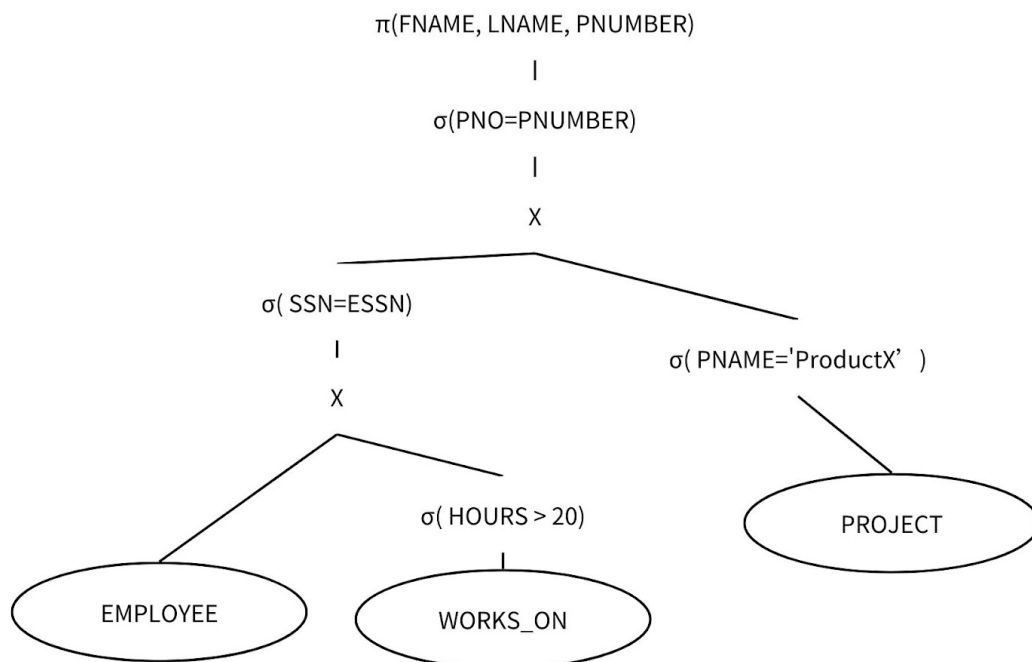 π(FNAME, LNAME, PNUMBER)
σ(PNO=PNUMBER)
X
σ( SSN=ESSN)
σ( PNAME='ProductX’ )
X
σ( HOURS > 20)
PROJECT
EMPLOYEE
WORKS_ON